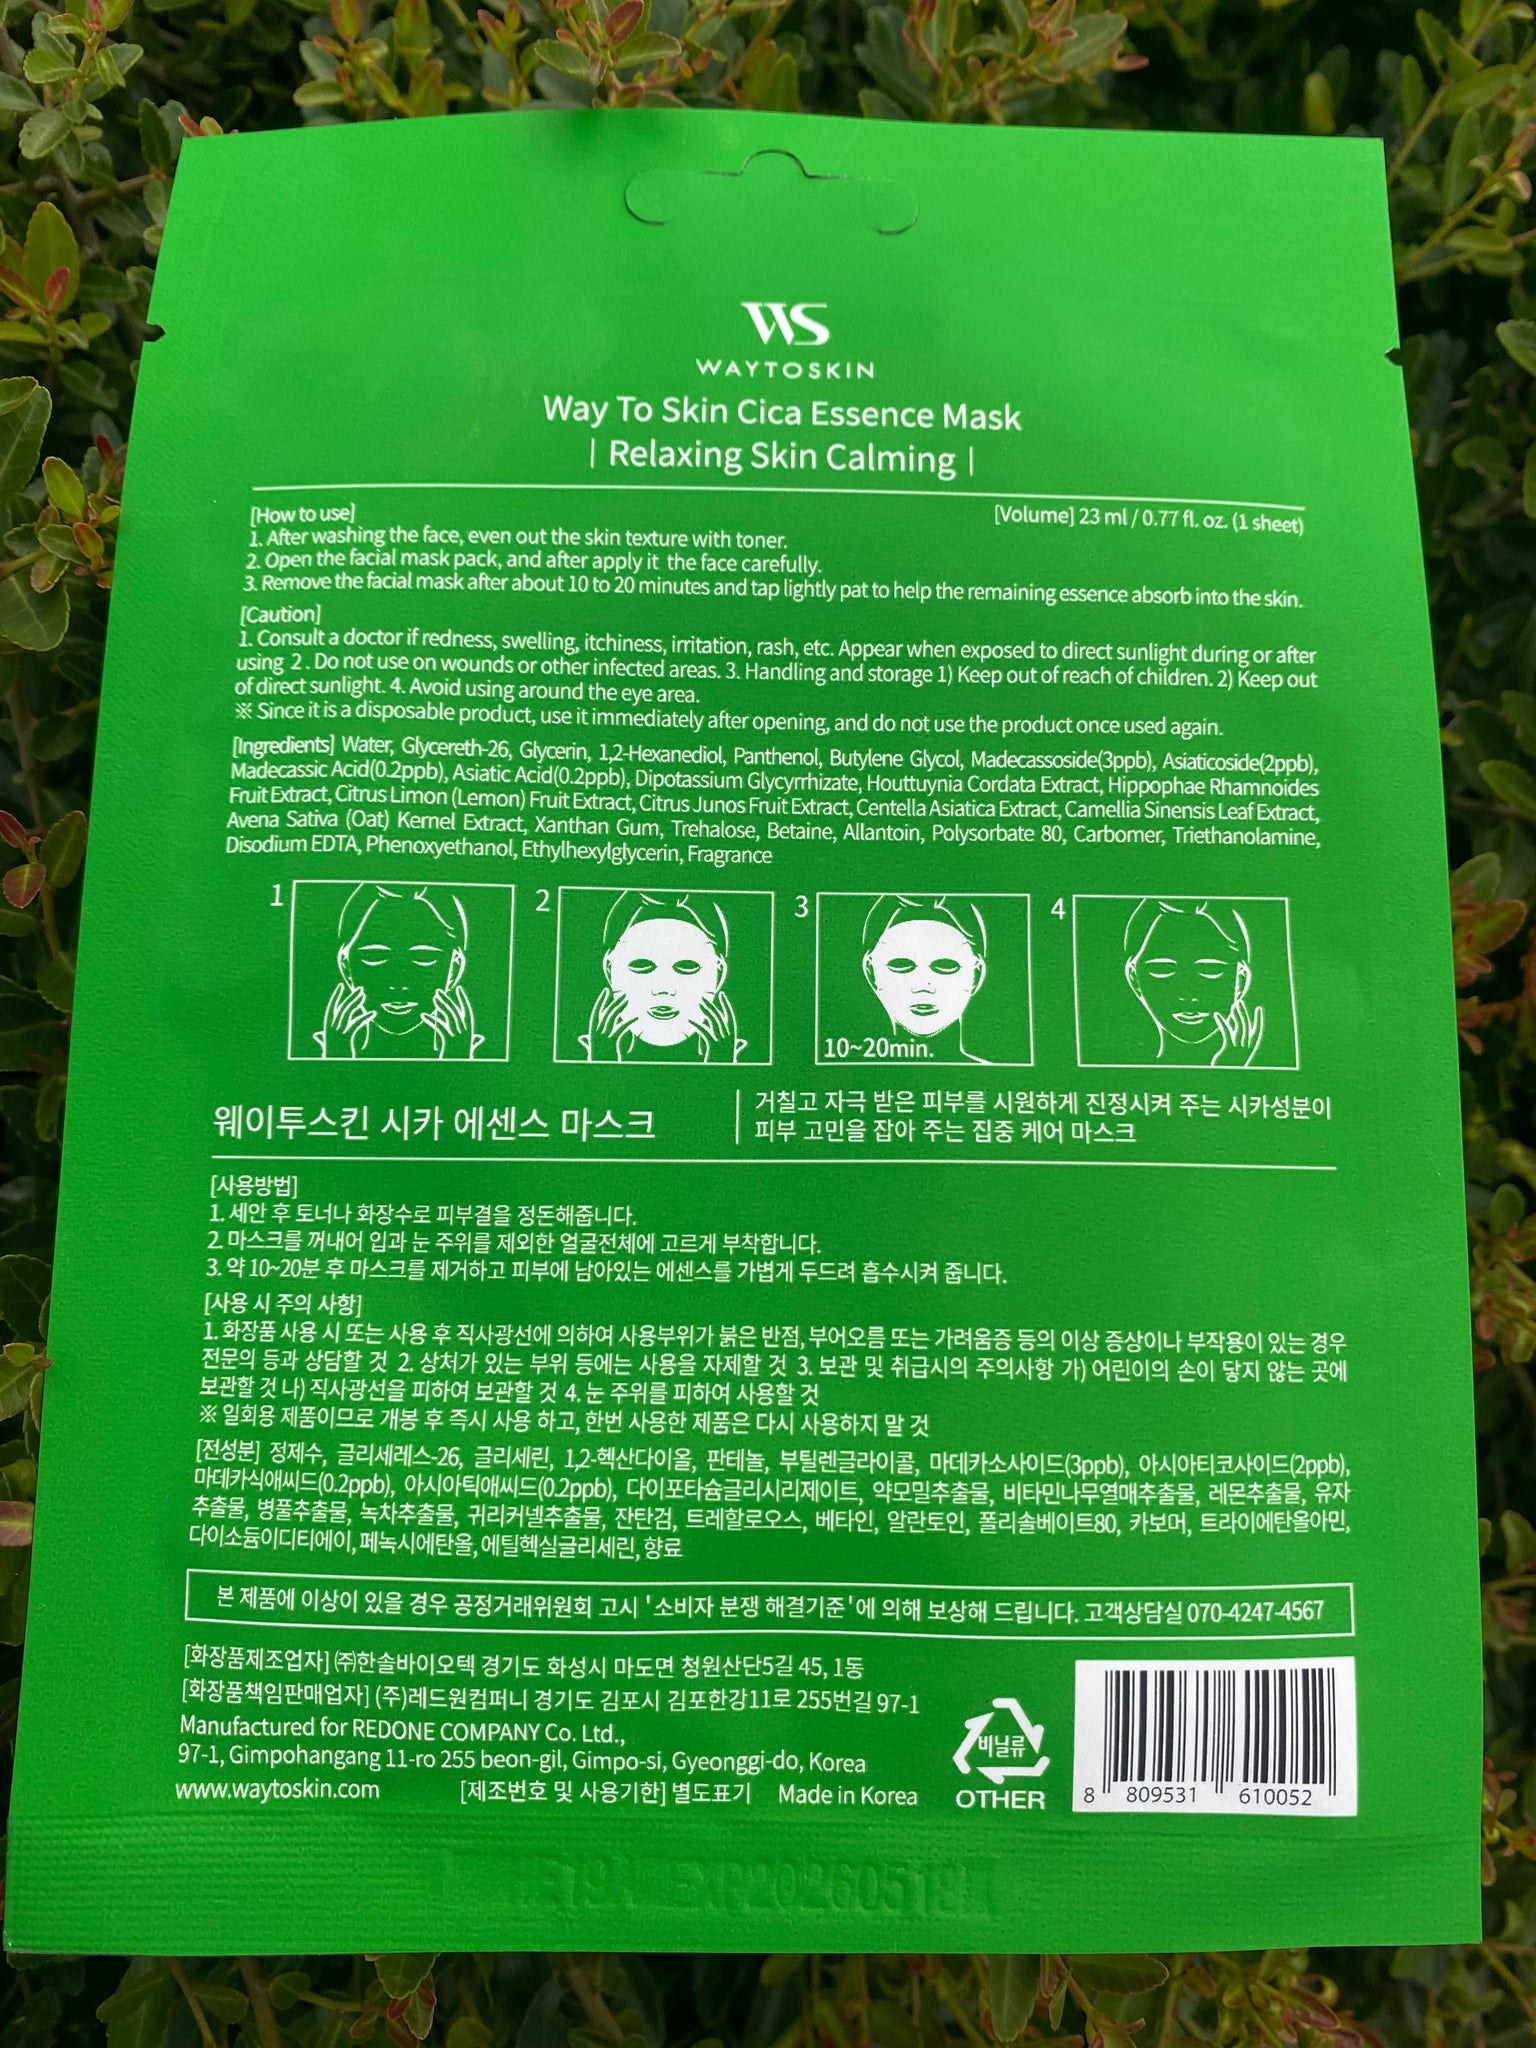 WS
WAYTOSKIN
Way To Skin Cica Essence Mask
| Relaxing Skin Calming |
[How to use]
[Volume] 23 ml / 0.77 fl. oz. (1 sheet)
1. After washing the face, even out the skin texture with toner.
2. Open the facial mask pack, and after apply it the face carefully.
3. Remove the facial mask after about 10 to 20 minutes and tap lightly pat to help the remaining essence absorb into the skin.
[Caution]
1. Consult a doctor if redness, swelling, itchiness, irritation, rash, etc. Appear when exposed to direct sunlight during or after
using 2. Do not use on wounds or other infected areas. 3. Handling and storage 1) Keep out of reach of children. 2) Keep out
of direct sunlight. 4. Avoid using around the eye area.
※ Since it is a disposable product, use it immediately after opening, and do not use the product once used again.
[Ingredients] Water, Glycereth-26, Glycerin, 1,2-Hexanediol, Panthenol, Butylene Glycol, Madecassoside(3ppb), Asiaticoside(2ppb),
Madecassic Acid(0.2ppb), Asiatic Acid(0.2ppb), Dipotassium Glycyrrhizate, Houttuynia Cordata Extract, Hippophae Rhamnoides
Fruit Extract, Citrus Limon (Lemon) Fruit Extract, Citrus Junos Fruit Extract, Centella Asiatica Extract, Camellia Sinensis Leaf Extract,
Avena Sativa (Oat) Kernel Extract, Xanthan Gum, Trehalose, Betaine, Allantoin, Polysorbate 80, Carbomer, Triethanolamine,
Disodium EDTA, Phenoxyethanol, Ethylhexylglycerin, Fragrance
1
2
3
4
10~20min.
웨이투스킨 시카 에센스 마스크
거칠고 자극 받은 피부를 시원하게 진정시켜 주는 시카성분이
피부 고민을 잡아 주는 집중 케어 마스크
[사용방법]
1. 세안 후 토너나 화장수로 피부결을 정돈해줍니다.
2. 마스크를 꺼내어 입과 눈 주위를 제외한 얼굴전체에 고르게 부착합니다.
3. 약 10~20분 후 마스크를 제거하고 피부에 남아있는 에센스를 가볍게 두드려 흡수시켜 줍니다.
[사용 시 주의 사항]
1. 화장품 사용 시 또는 사용 후 직사광선에 의하여 사용부위가 붉은 반점, 부어오름 또는 가려움증 등의 이상 증상이나 부작용이 있는 경우
전문의 등과 상담할 것 2. 상처가 있는 부위 등에는 사용을 자제할 것 3. 보관 및 취급시의 주의사항 가) 어린이의 손이 닿지 않는 곳에
보관할 것 나) 직사광선을 피하여 보관할 것 4. 눈 주위를 피하여 사용할 것
※ 일회용 제품이므로 개봉 후 즉시 사용 하고, 한번 사용한 제품은 다시 사용하지 말 것
[전성분] 정제수, 글리세레스-26, 글리세린, 1,2-헥산다이올, 판테놀, 부틸렌글라이콜, 마데카소사이드(3ppb), 아시아티코사이드(2ppb),
마데카식애씨드(0.2ppb), 아시아틱애씨드(0.2ppb), 다이포타슘글리시리제이트, 약모밀추출물, 비타민나무열매추출물, 레몬추출물, 유자
추출물, 병풀추출물, 녹차추출물, 귀리커넬추출물, 잔탄검, 트레할로오스, 베타인, 알란토인, 폴리솔베이트80, 카보머, 트라이에탄올아민,
다이소듐이디티에이, 페녹시에탄올, 에틸헥실글리세린, 향료
본 제품에 이상이 있을 경우 공정거래위원회 고시 '소비자 분쟁 해결기준'에 의해 보상해 드립니다. 고객상담실 070-4247-4567
[화장품제조업자] ㈜한솔바이오텍 경기도 화성시 마도면 청원산단5길 45, 1동
[화장품책임판매업자] (주)레드원컴퍼니 경기도 김포시 김포한강11로 255번길 97-1
Manufactured for REDONE COMPANY Co. Ltd.,
97-1, Gimpohangang 11-ro 255 beon-gil, Gimpo-si, Gyeonggi-do, Korea
www.waytoskin.com [제조번호 및 사용기한] 별도표기 Made in Korea
비닐류
OTHER
8 809531 610052
EXP20260518